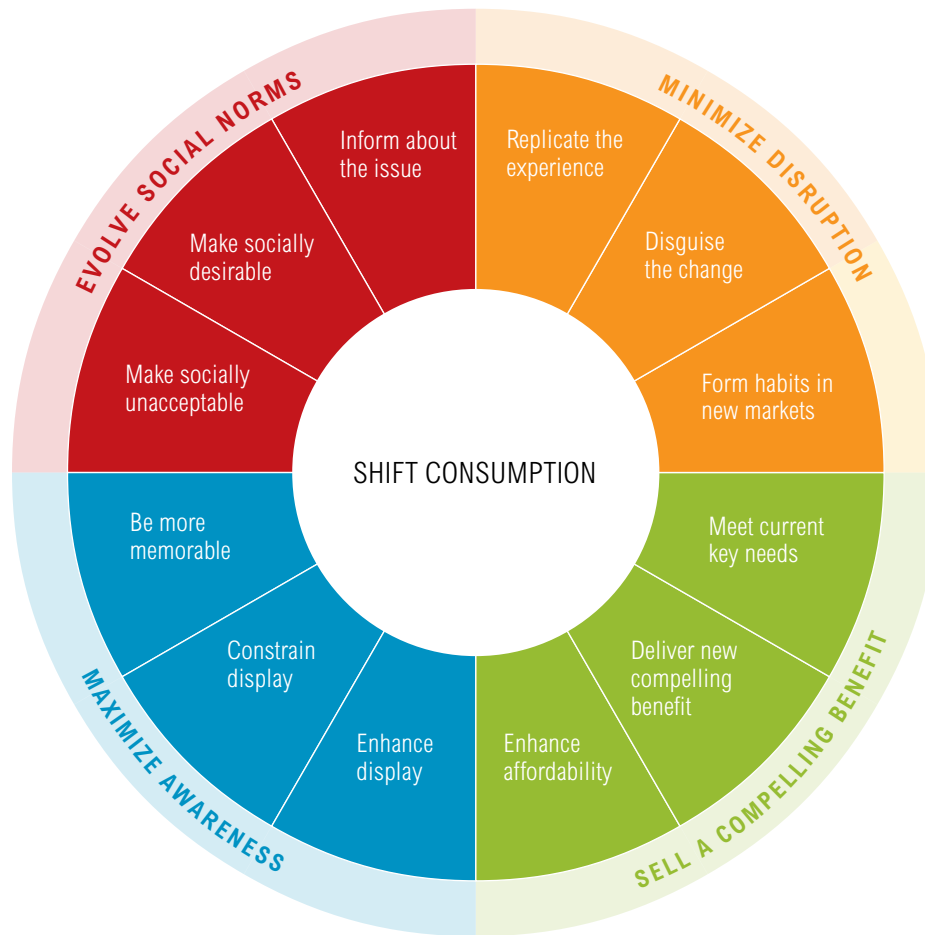 MINIMIZE DISRUPTION
Replicate the
experience
Disguise
the change
Form habits in
new markets
SELL A COMPELLING BENEFIT
Meet current
key needs
Deliver new
compelling
benefit
Enhance
affordability
MAXIMIZE AWARENESS
Enhance
display
Constrain
display
Be more
memorable
EVOLVE SOCIAL NORMS
Make socially
unacceptable
Make socially
desirable
Inform about
the issue
SHIFT CONSUMPTION